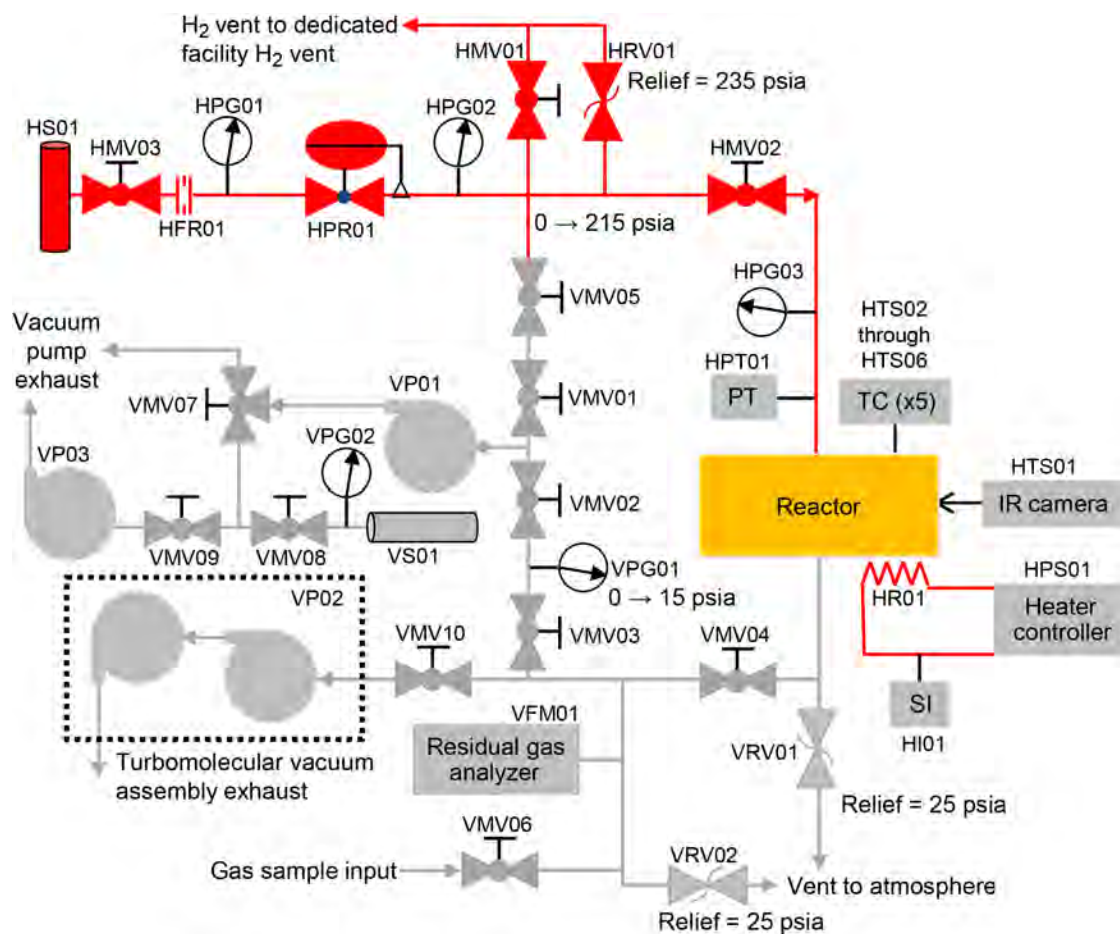 H2 vent to dedicated
facility H2 vent
HMV01
HRV01
Relief = 235 psia
HS01
HMV03
HPG01
HPG02
HMV02
HFR01
HPR01
0 → 215 psia
VMV05
HPG03
HTS02
through
HTS06
Vacuum
pump
exhaust
VP01
VMV01
HPT01
PT
TC (x5)
VMV07
VP03
VPG02
VMV02
Reactor
HTS01
IR camera
VMV09
VMV08
VS01
VPG01
0 → 15 psia
HR01
HPS01
Heater
controller
VP02
VMV10
VMV03
VMV04
SI
HI01
VFM01
Residual gas
analyzer
VRV01
Turbomolecular vacuum
assembly exhaust
Relief = 25 psia
VMV06
Gas sample input
VRV02
Vent to atmosphere
Relief = 25 psia